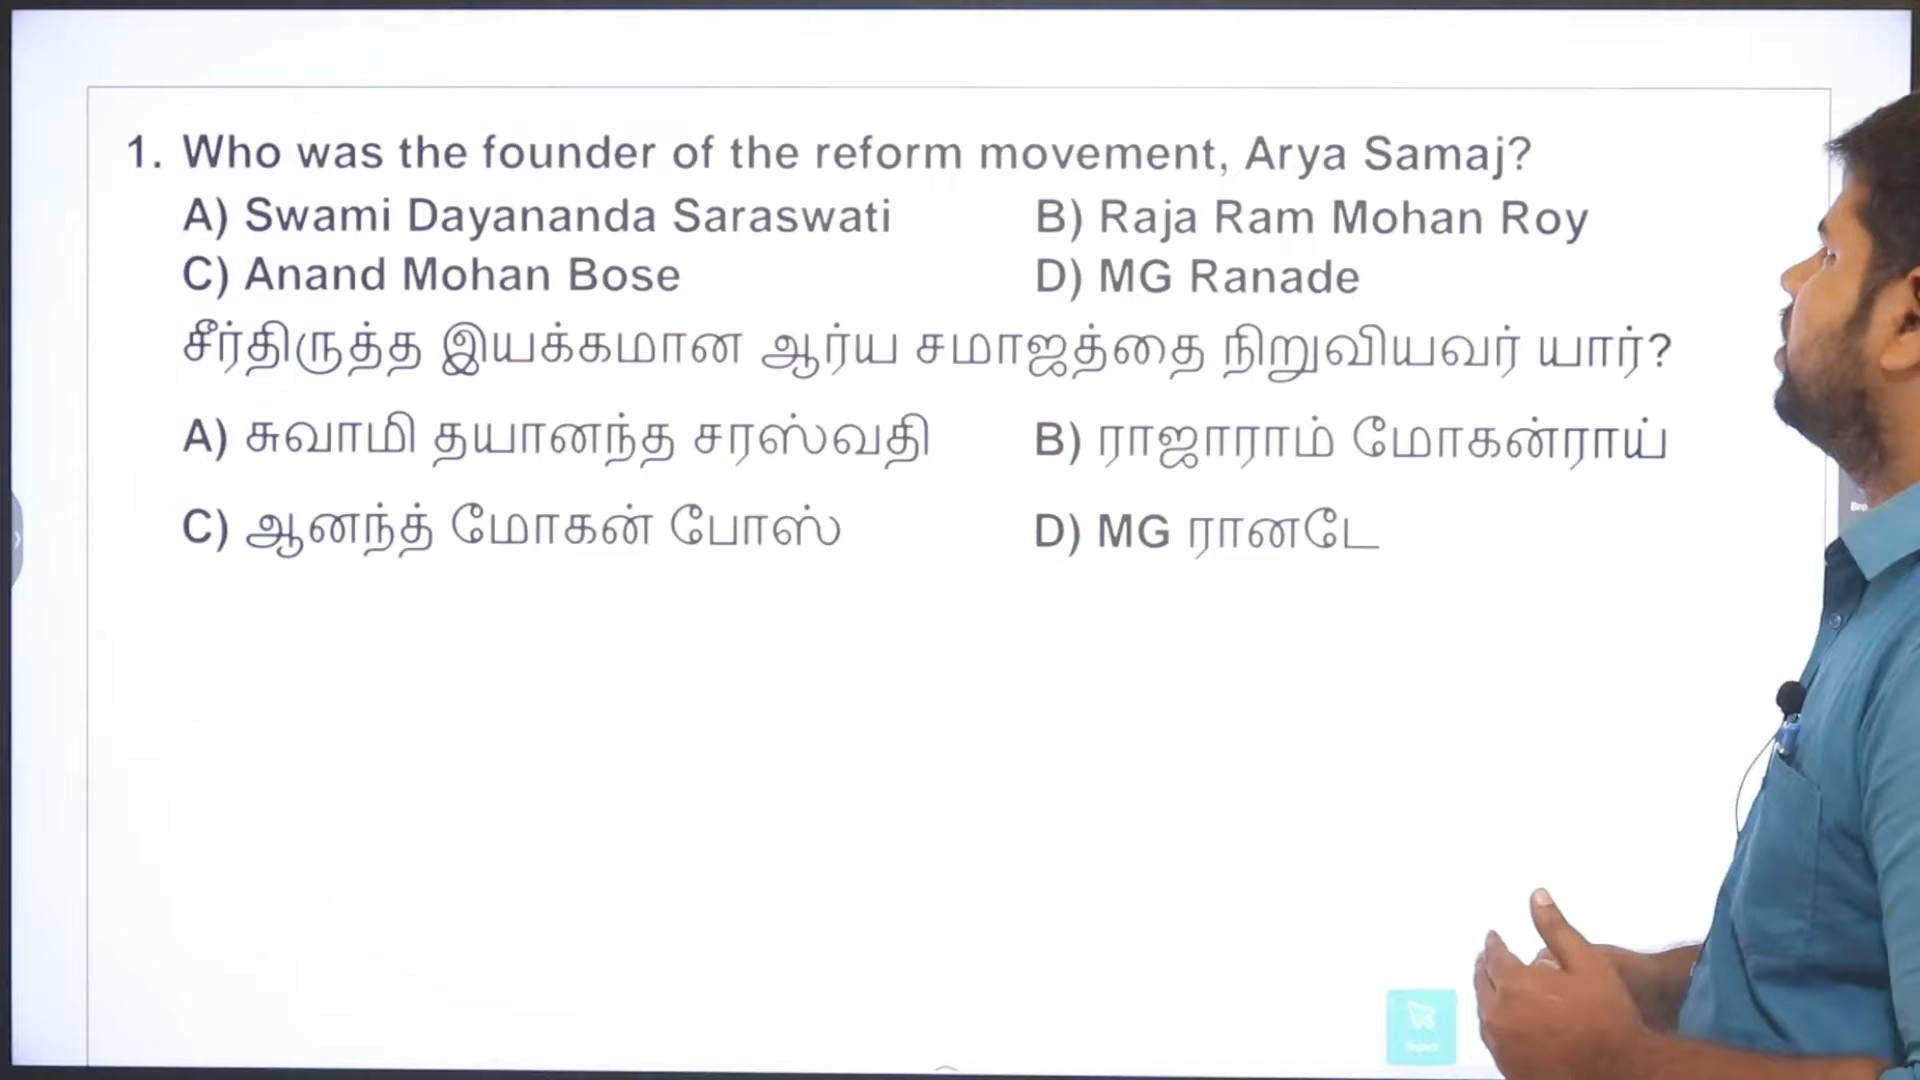 1. Who was the founder of the reform movement, Arya Samaj?
A) Swami Dayananda Saraswati B) Raja Ram Mohan Roy
C) Anand Mohan Bose D) MG Ranade
சீர்திருத்த இயக்கமான ஆர்ய சமாஜத்தை நிறுவியவர் யார்?
A) சுவாமி தயானந்த சரஸ்வதி B) ராஜாராம் மோகன்ராய்
C) ஆனந்த் மோகன் போஸ் D) MG ரானடே